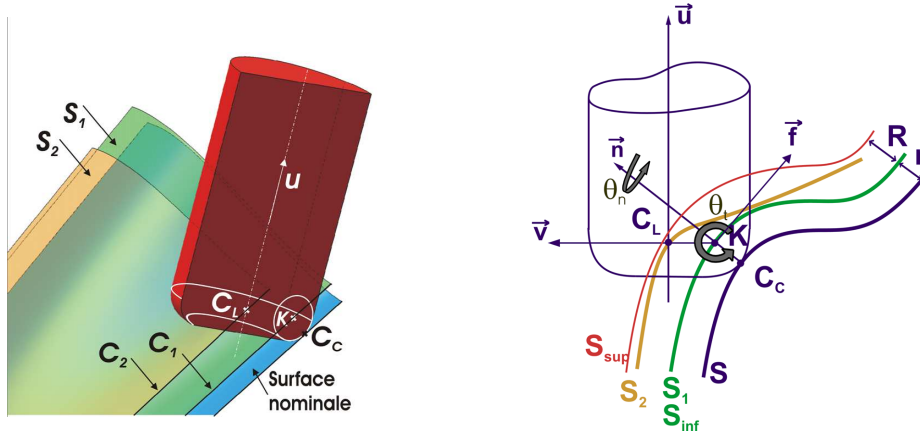 S1
S2
u
CL
K
CC
C2
C1
Surface
nominale
u
n
θn
v
CL
θt
K
f
R
r
CC
Ssup
S2
S1
Sinf
S